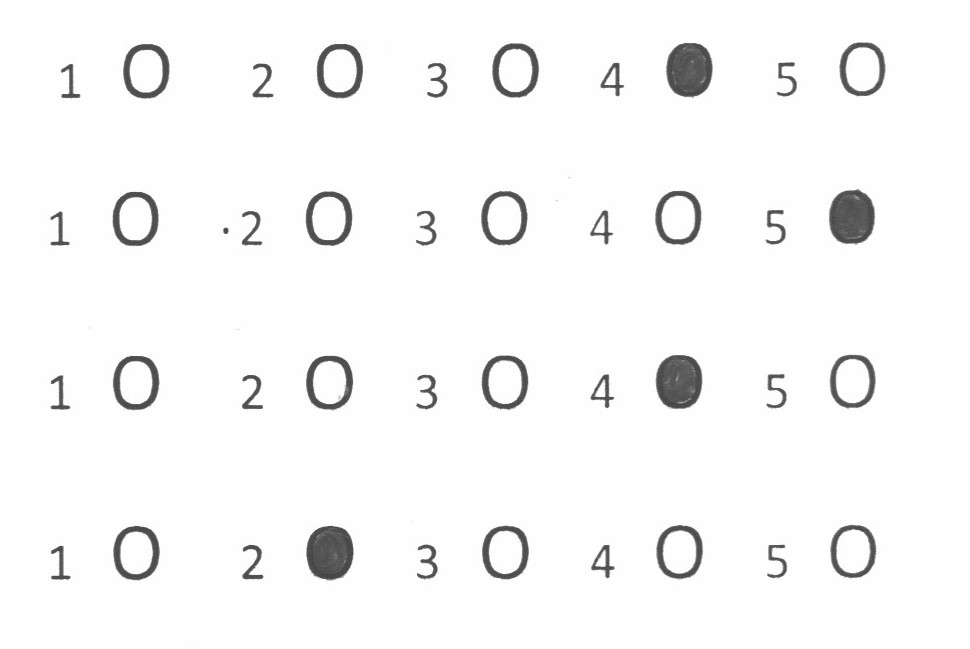 1 O 2 O 3 O 4 ● 5 O
1 O ·2 O 3 O 4 O 5 ●
1 O 2 O 3 O 4 ● 5 O
1 O 2 ● 3 O 4 O 5 O